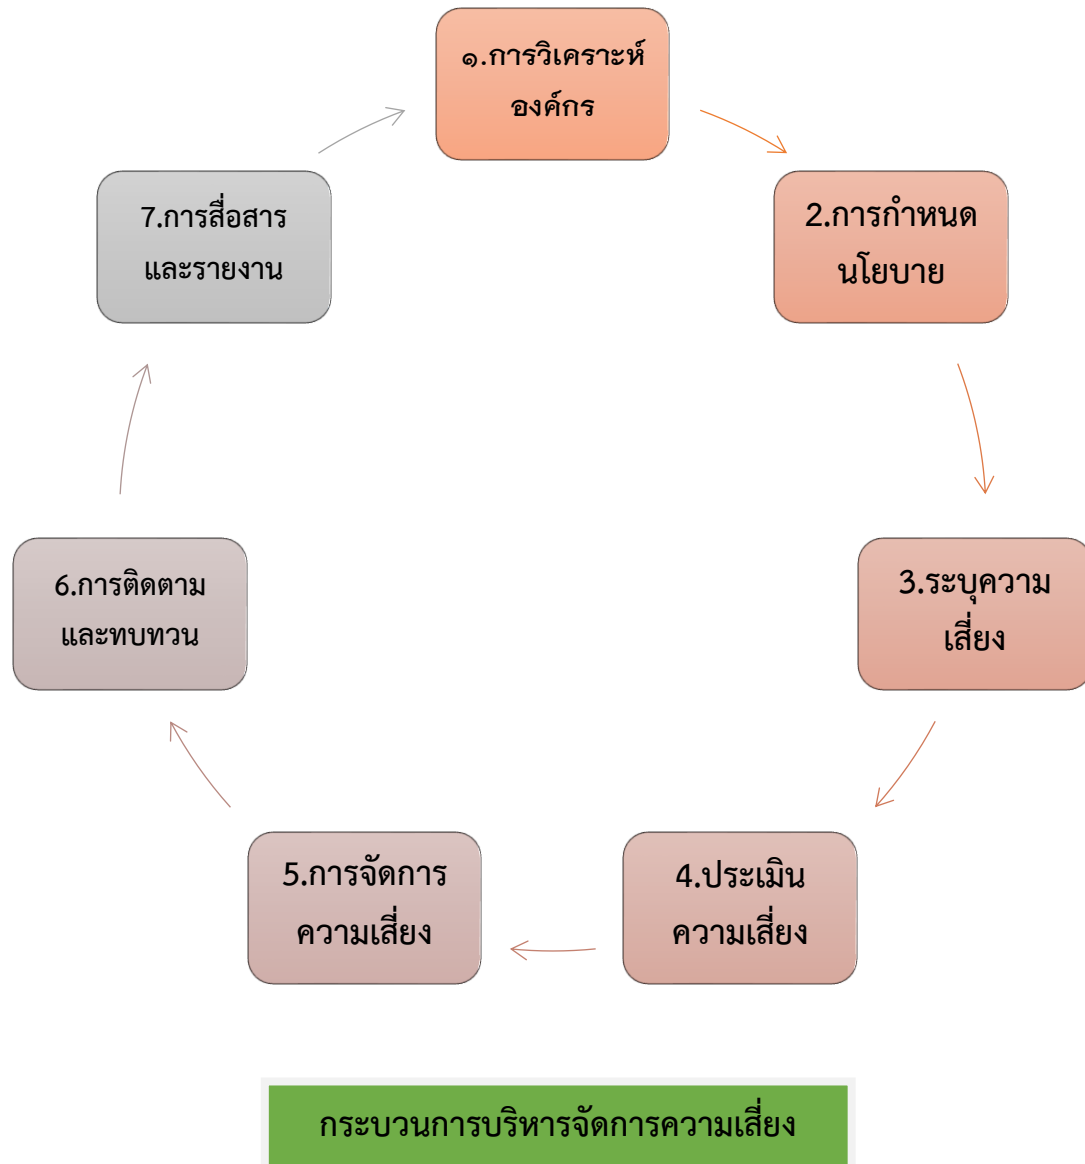 ๑.การวิเคราะห์
องค์กร
2.การกำหนด
นโยบาย
3.ระบุความ
เสี่ยง
4.ประเมิน
ความเสี่ยง
5.การจัดการ
ความเสี่ยง
6.การติดตาม
และทบทวน
7.การสื่อสาร
และรายงาน
กระบวนการบริหารจัดการความเสี่ยง